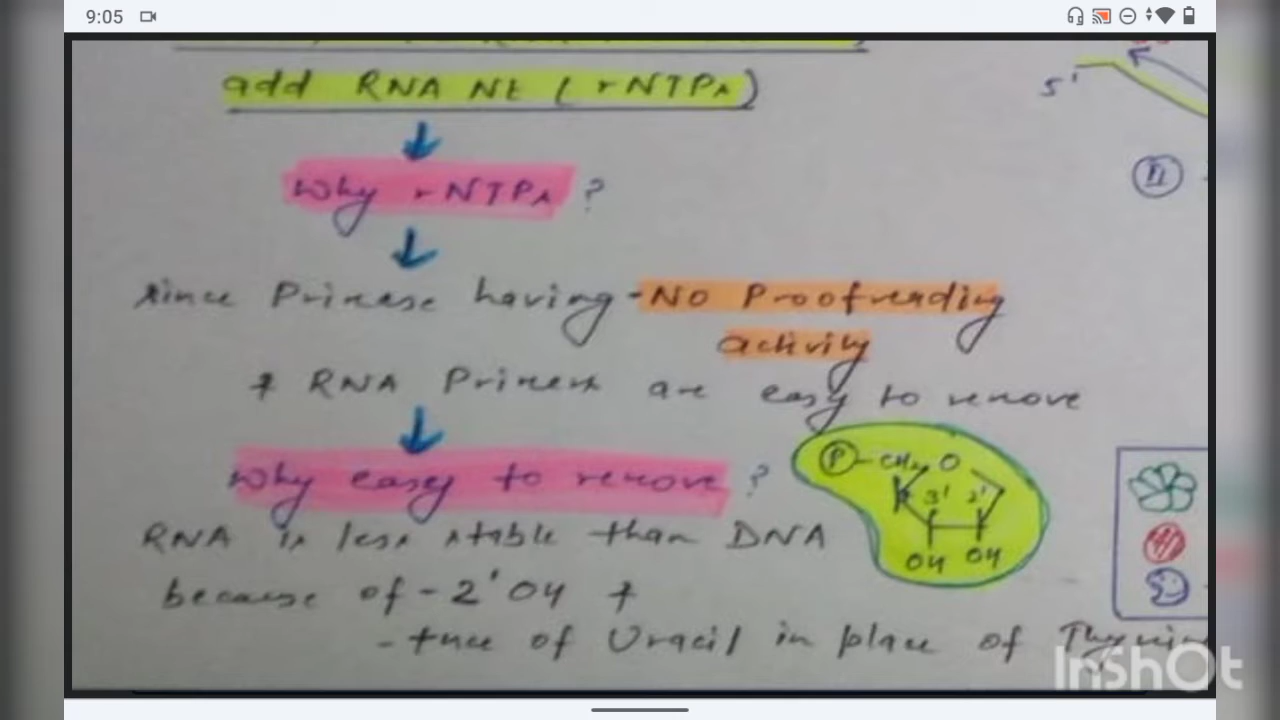 9:05
add RNA Nt (rNTPs)
5'
Why rNTPs?
II
since Primase having - No Proofreading
activity
+ RNA Primers are easy to remove
Why easy to remove?
P - CH2 O
3' 2'
OH OH
RNA is less stable than DNA
because of - 2'OH +
of Uracil in place of
InShOt